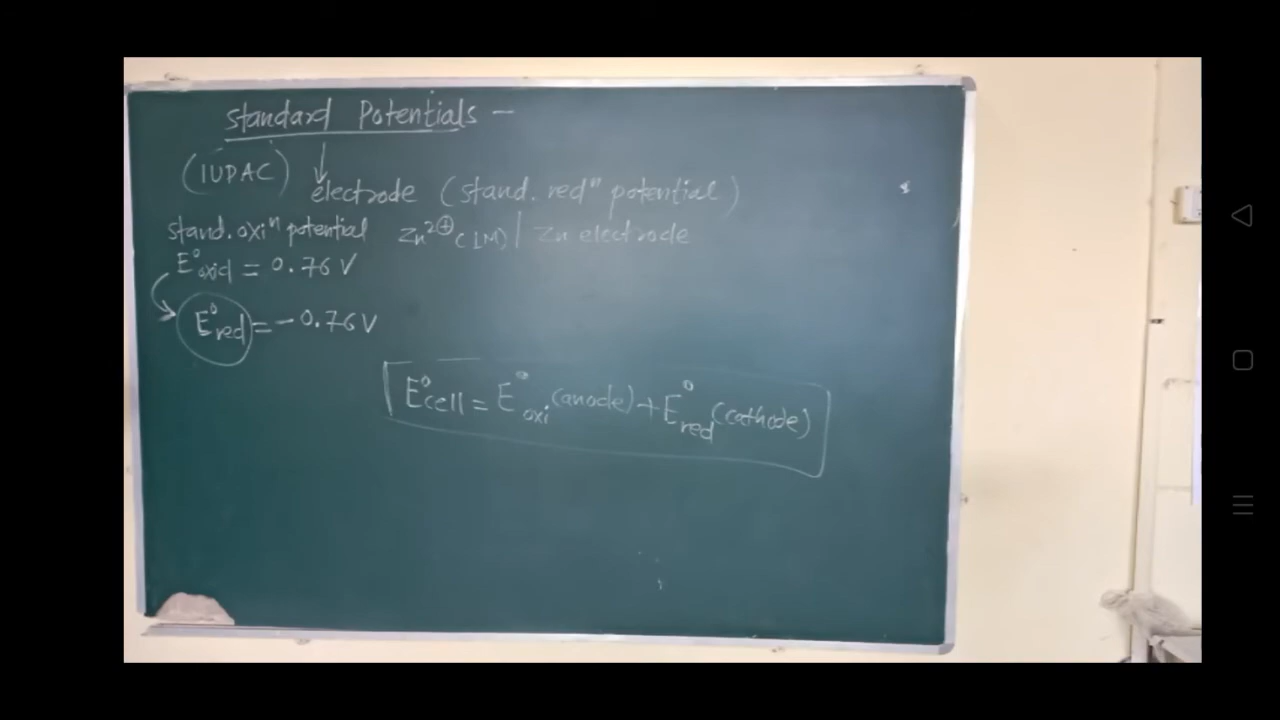 Standard Potentials -
(IUPAC) ↓
electrode (stand. redⁿ potential)
stand. oxiⁿ potential Zn²⊕ (1M) | Zn electrode
E°oxid = 0.76 V
E°red = -0.76 V
E°cell = E°oxi (anode) + E°red (cathode)